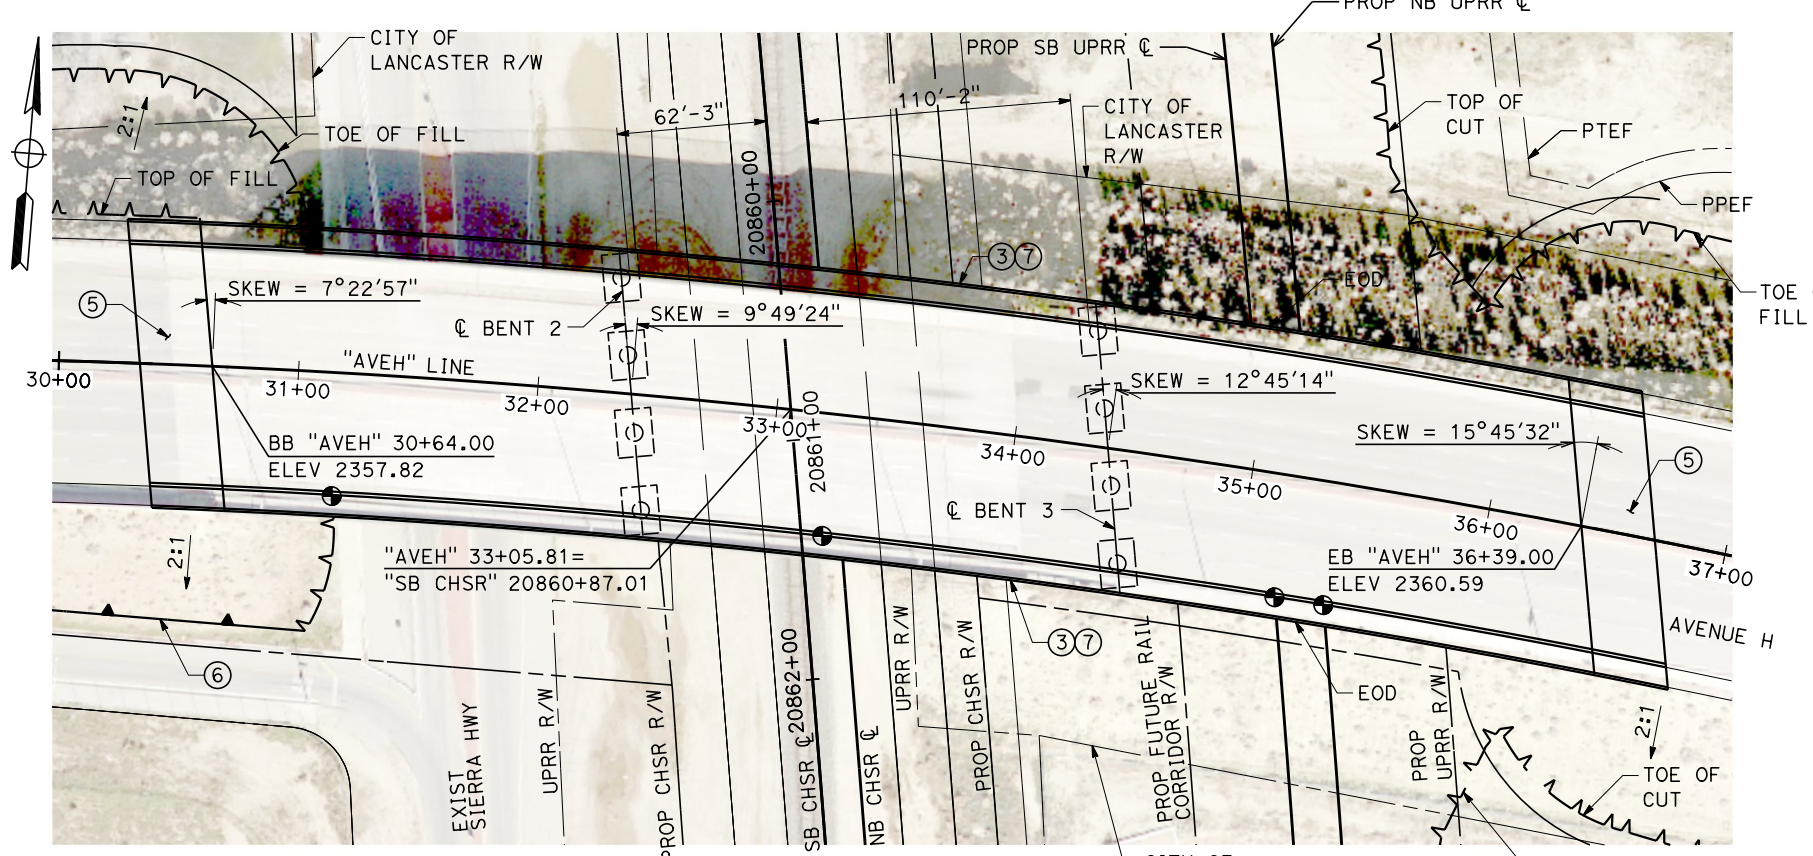 PROP NB UPRR ℄
CITY OF
LANCASTER R/W
PROP SB UPRR ℄
110'-2"
62'-3"
CITY OF
LANCASTER
R/W
TOP OF
CUT
PTEF
2:1
TOE OF FILL
TOP OF FILL
PPEF
20860+00
3 7
EOD
TOE
FILL
SKEW = 7°22'57"
5
℄ BENT 2
SKEW = 9°49'24"
"AVEH" LINE
30+00
31+00
32+00
33+00
34+00
35+00
36+00
37+00
SKEW = 12°45'14"
SKEW = 15°45'32"
5
BB "AVEH" 30+64.00
ELEV 2357.82
20861+00
℄ BENT 3
"AVEH" 33+05.81=
"SB CHSR" 20860+87.01
EB "AVEH" 36+39.00
ELEV 2360.59
2:1
AVENUE H
6
3 7
EOD
20862+00
EXIST
SIERRA HWY
UPRR R/W
PROP CHSR R/W
SB CHSR ℄
NB CHSR ℄
UPRR R/W
PROP CHSR R/W
PROP FUTURE RAIL
CORRIDOR R/W
PROP
UPRR R/W
2:1
TOE OF
CUT